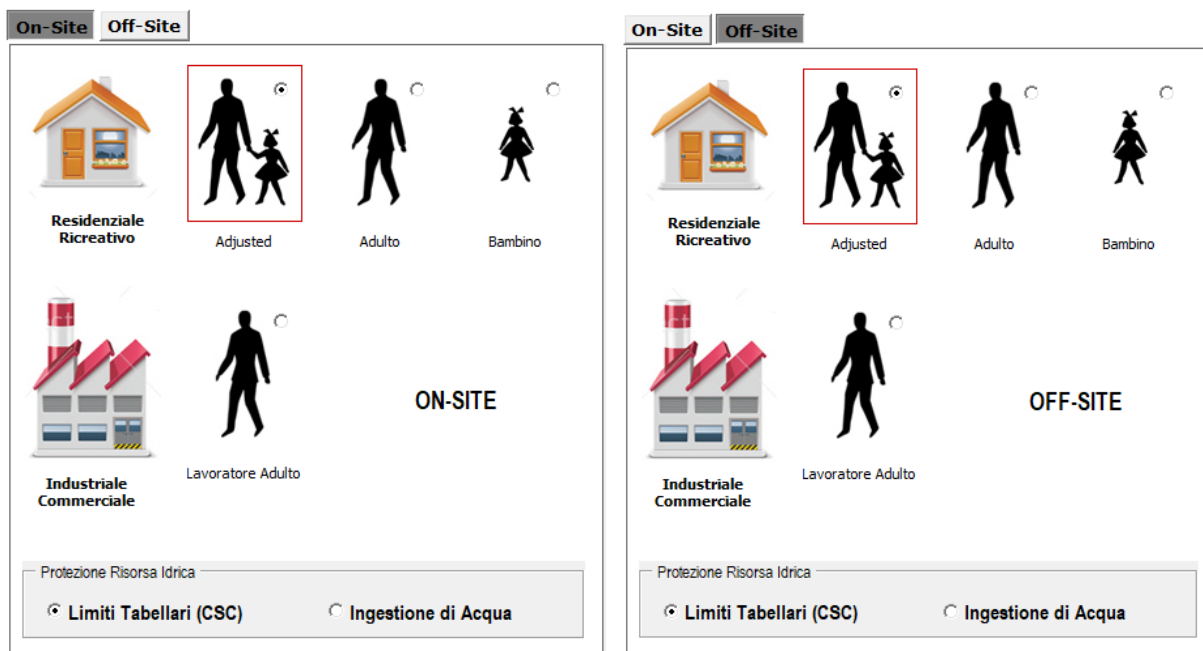 On-Site Off-Site
Residenziale
Ricreativo
Adjusted
Adulto
Bambino
Industriale
Commerciale
Lavoratore Adulto
ON-SITE
Protezione Risorsa Idrica
Limiti Tabellari (CSC)
Ingestione di Acqua
On-Site Off-Site
Residenziale
Ricreativo
Adjusted
Adulto
Bambino
Industriale
Commerciale
Lavoratore Adulto
OFF-SITE
Protezione Risorsa Idrica
Limiti Tabellari (CSC)
Ingestione di Acqua